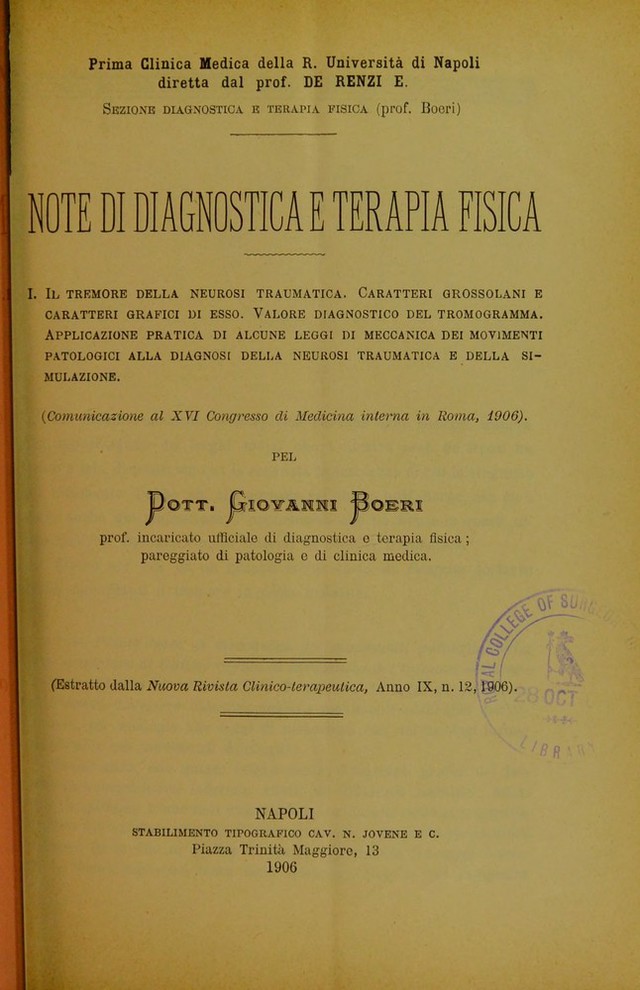 Prima Clinica Medica della R. Università di Napoli
diretta dal prof. DE RENZI E.
SEZIONE DIAGNOSTICA E TERAPIA FISICA (prof. Boeri)
NOTE DI DIAGNOSTICA E TERAPIA FISICA
I. IL TREMORE DELLA NEUROSI TRAUMATICA. CARATTERI GROSSOLANI E
CARATTERI GRAFICI DI ESSO. VALORE DIAGNOSTICO DEL TROMOGRAMMA.
APPLICAZIONE PRATICA DI ALCUNE LEGGI DI MECCANICA DEI MOVIMENTI
PATOLOGICI ALLA DIAGNOSI DELLA NEUROSI TRAUMATICA E DELLA SI-
MULAZIONE.
(Comunicazione al XVI Congresso di Medicina interna in Roma, 1906).
PEL
DOTT. GIOVANNI BOERI
prof. incaricato ufficiale di diagnostica e terapia fisica ;
pareggiato di patologia e di clinica medica.
(Estratto dalla Nuova Rivista Clinico-terapeutica, Anno IX, n. 12, 1906).
COLLEGE OF
28 OCT
LIBRARY
NAPOLI
STABILIMENTO TIPOGRAFICO CAV. N. JOVENE E C.
Piazza Trinità Maggiore, 13
1906